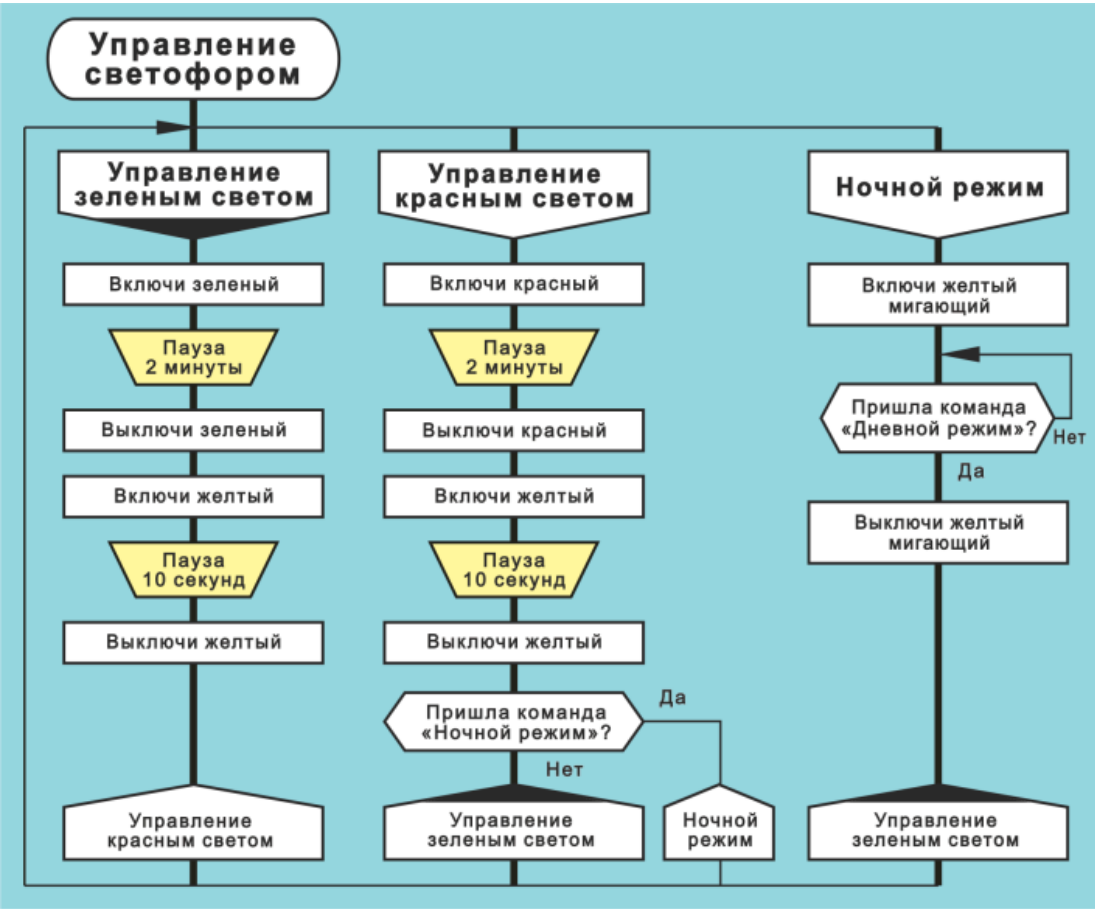 Управление
светофором
Управление
зеленым светом
Включи зеленый
Пауза
2 минуты
Выключи зеленый
Включи желтый
Пауза
10 секунд
Выключи желтый
Управление
красным светом
Управление
красным светом
Включи красный
Пауза
2 минуты
Выключи красный
Включи желтый
Пауза
10 секунд
Выключи желтый
Пришла команда
«Ночной режим»?
Да
Нет
Управление
зеленым светом
Ночной
режим
Ночной режим
Включи желтый
мигающий
Пришла команда
«Дневной режим»?
Нет
Да
Выключи желтый
мигающий
Управление
зеленым светом